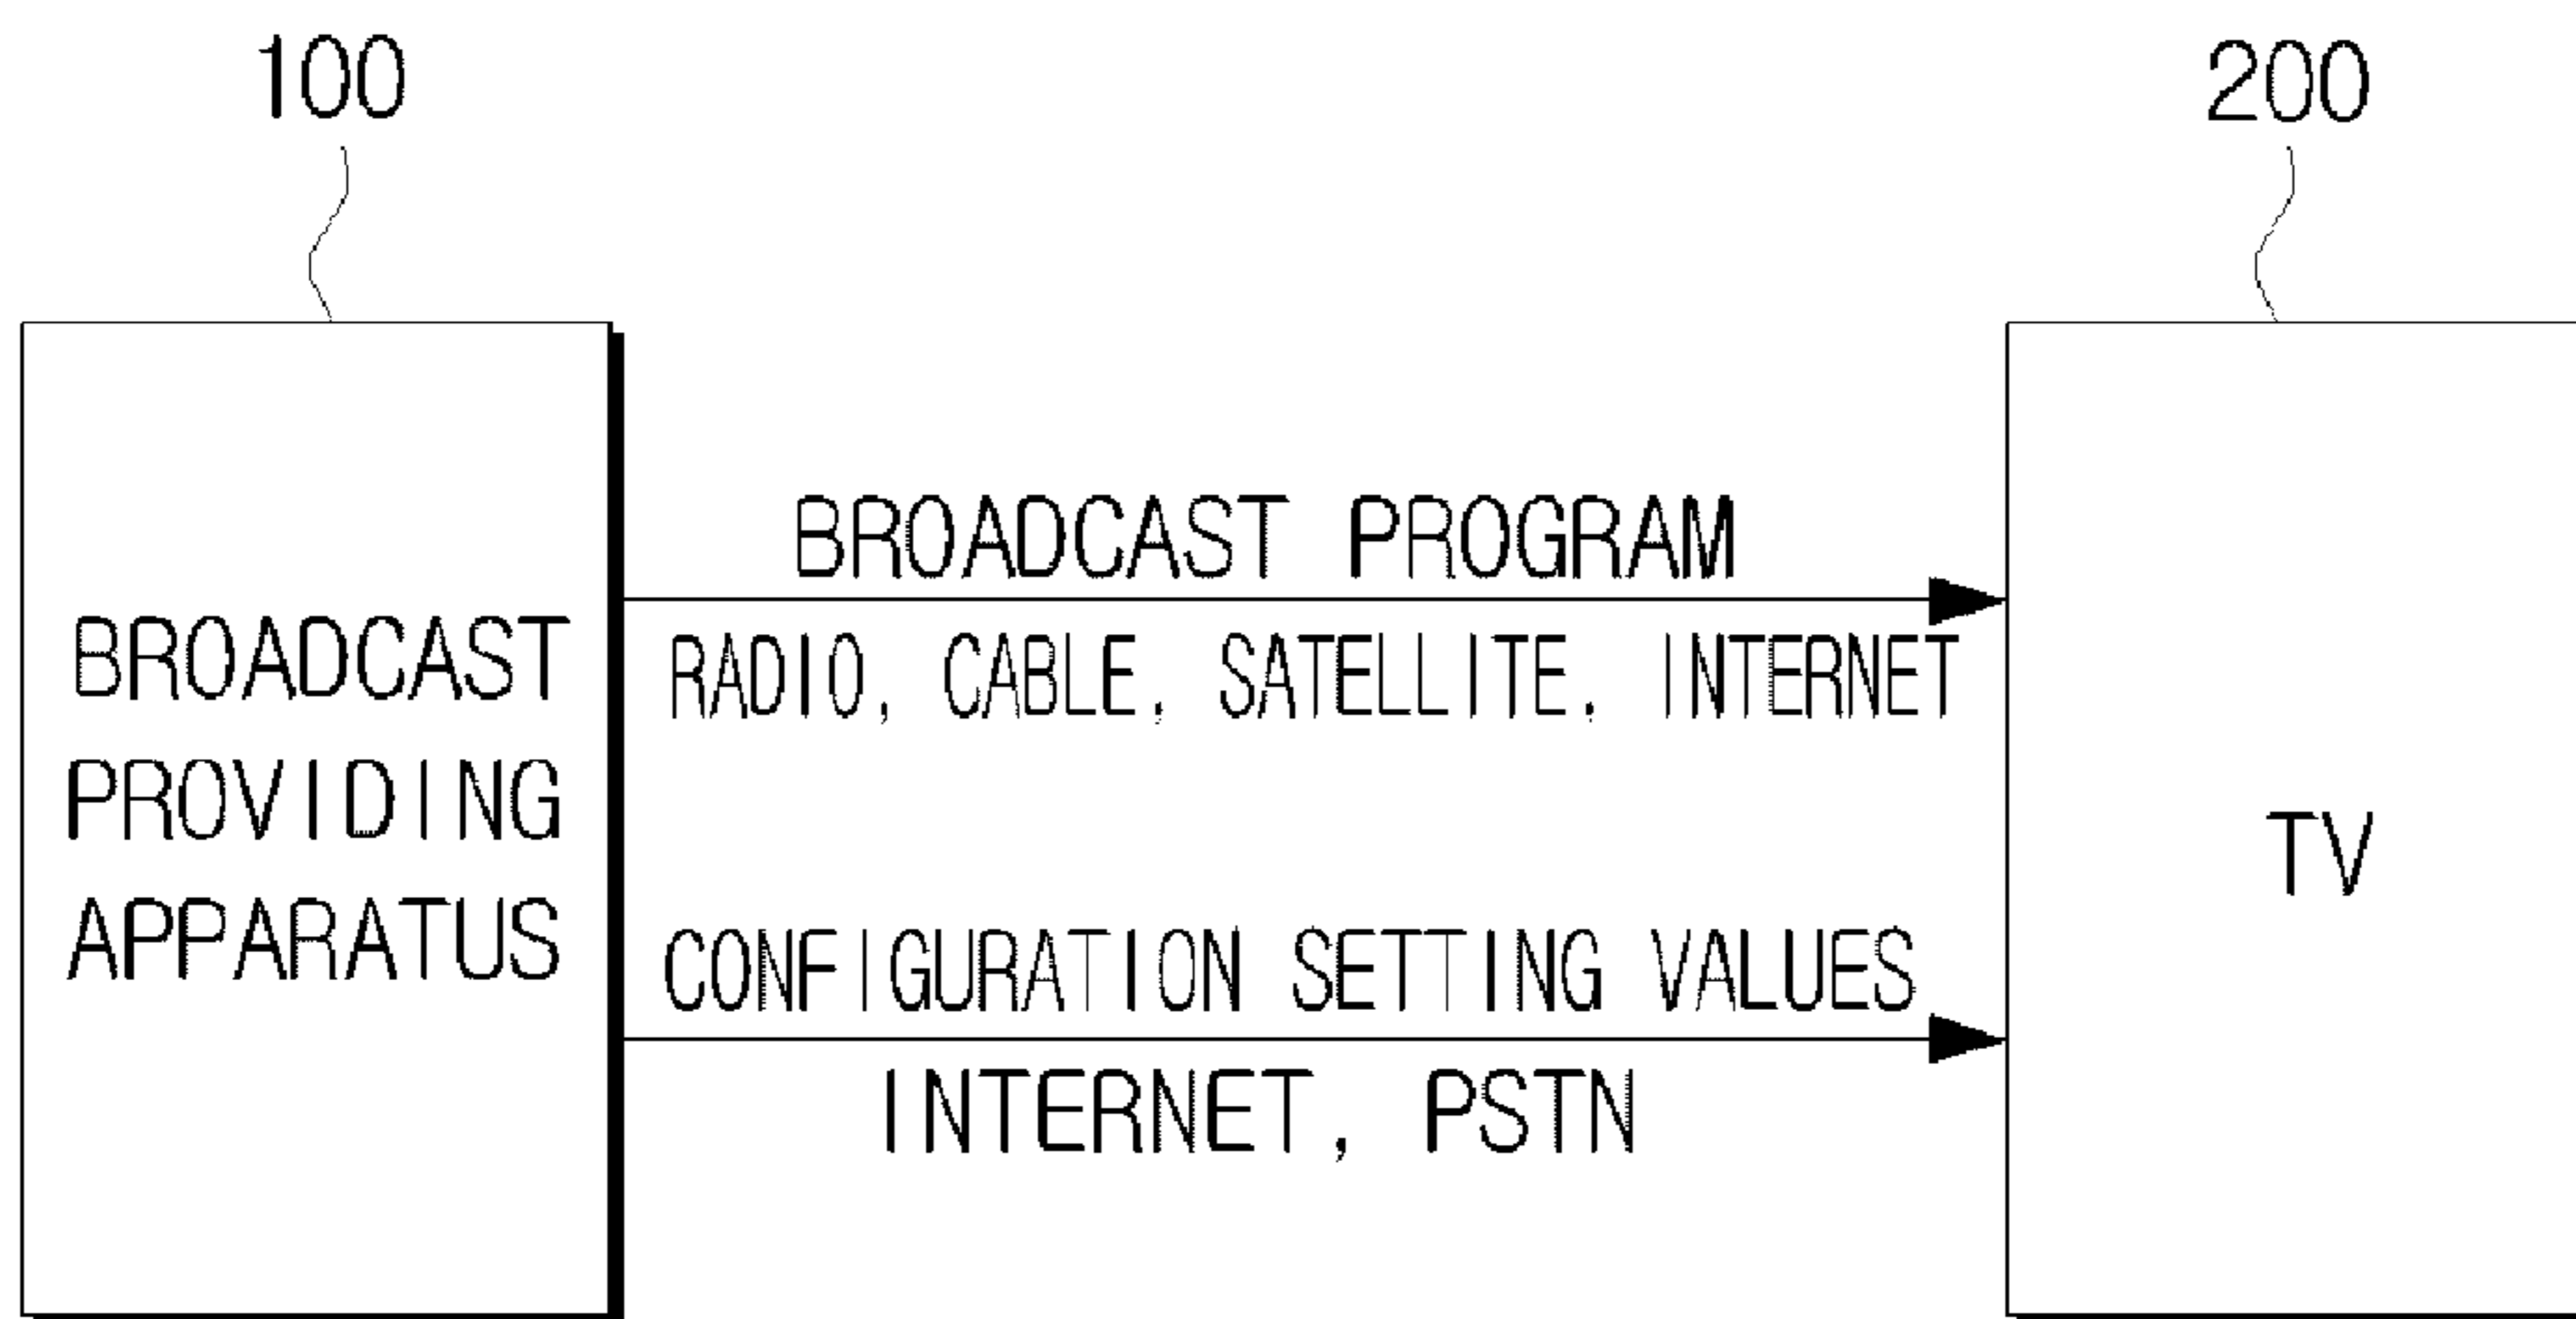 100
200
BROADCAST PROGRAM
RADIO, CABLE, SATELLITE, INTERNET
BROADCAST
PROVIDING
APPARATUS
CONFIGURATION SETTING VALUES
INTERNET, PSTN
TV